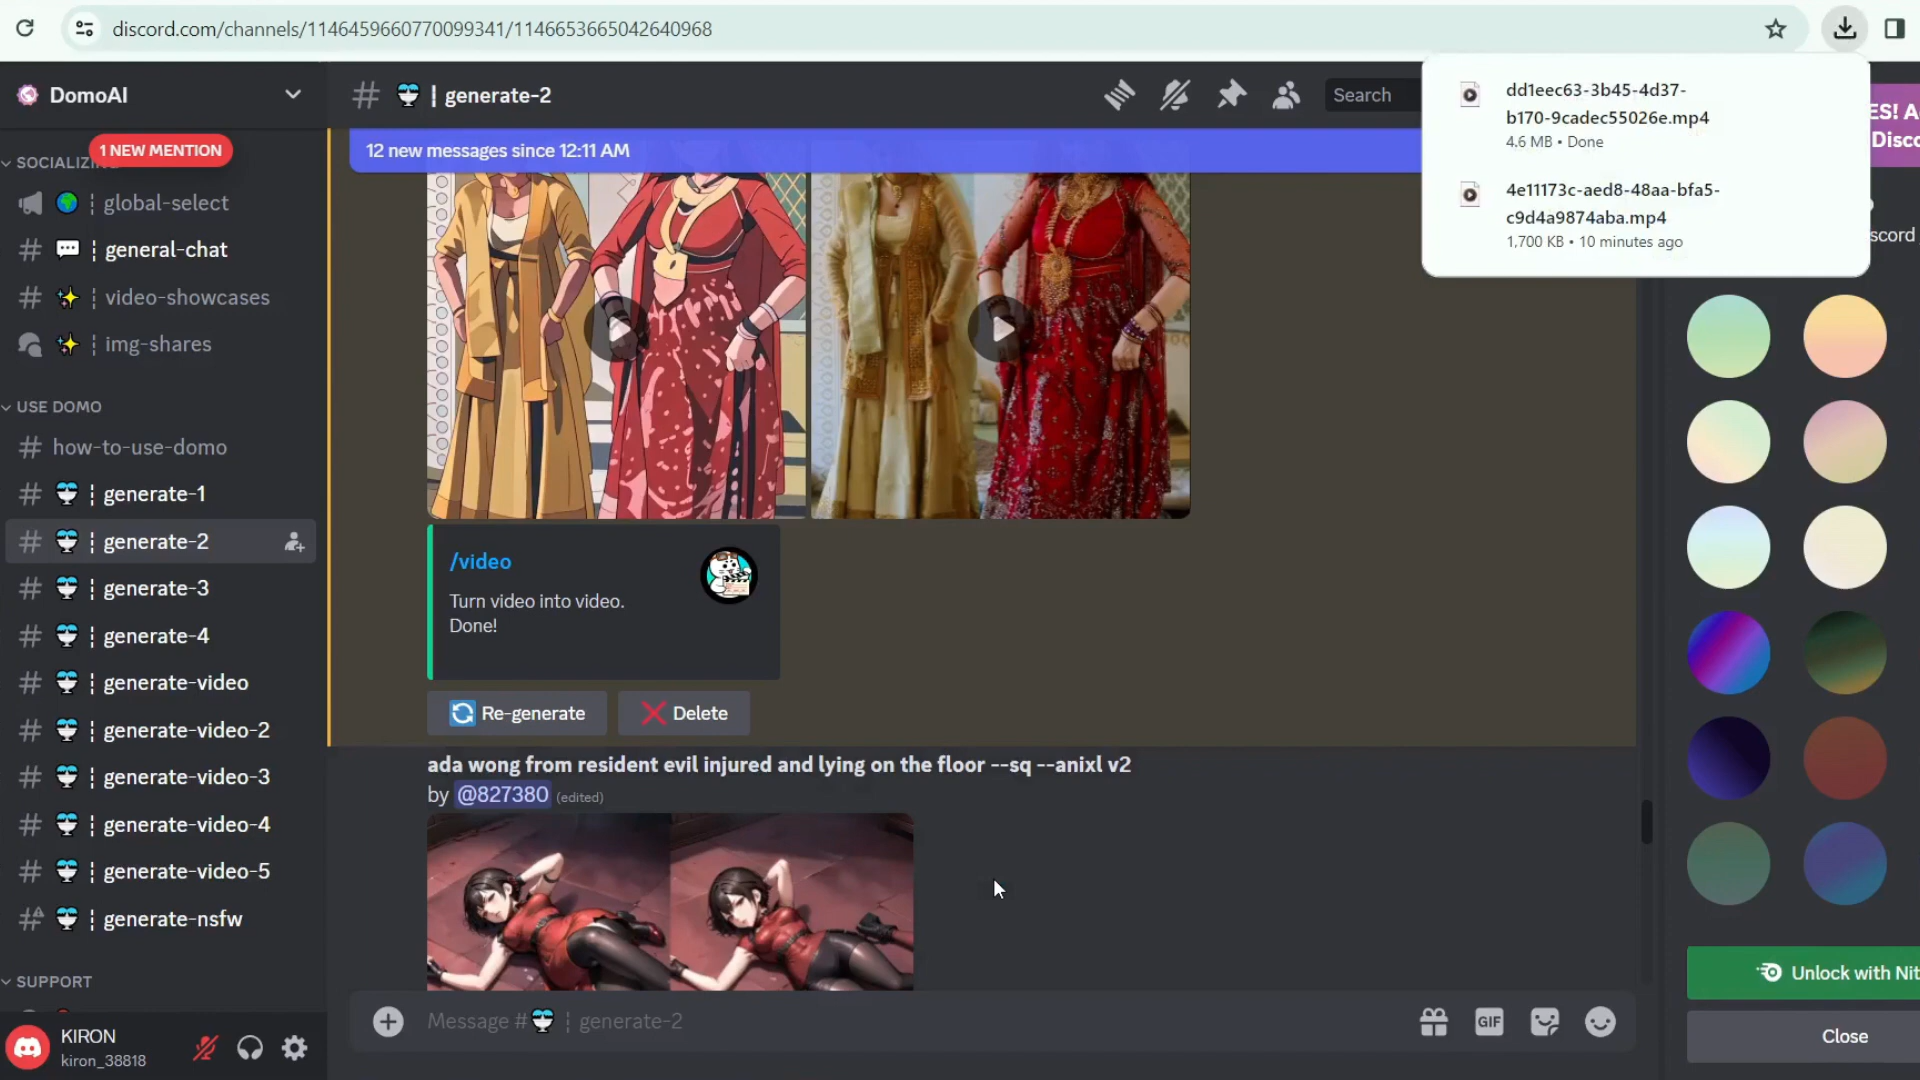 discord.com/channels/1146459660770099341/1146653665042640968
DomoAI
1 NEW MENTION
global-select
general-chat
video-showcases
img-shares
USE DOMO
how-to-use-domo
generate-1
generate-2
generate-3
generate-4
generate-video
generate-video-2
generate-video-3
generate-video-4
generate-video-5
generate-nsfw
SUPPORT
KIRON
kiron_38818
generate-2
Search
12 new messages since 12:11 AM
/video
Turn video into video.
Done!
Re-generate
Delete
ada wong from resident evil injured and lying on the floor --sq --anixl v2
by @827380 (edited)
Message # generate-2
GIF
dd1eec63-3b45-4d37-
b170-9cadec55026e.mp4
4.6 MB • Done
4e11173c-aed8-48aa-bfa5-
c9d4a9874aba.mp4
1,700 KB • 10 minutes ago
Unlock with Nit
Close